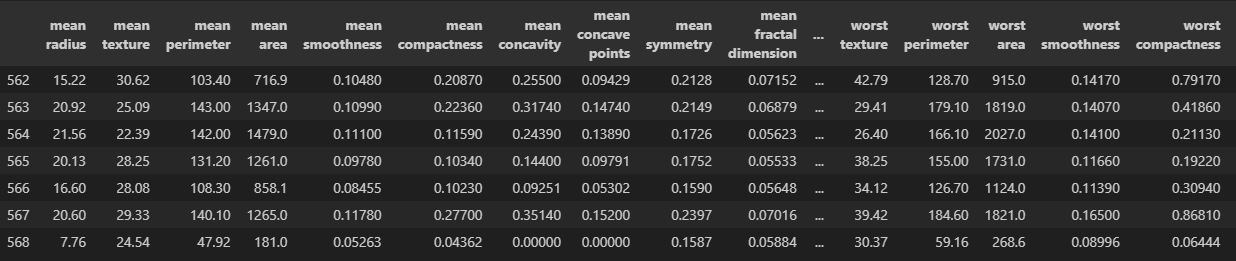 mean radius mean texture mean perimeter mean area mean smoothness mean compactness mean concavity mean concave points mean symmetry mean fractal dimension ... worst texture worst perimeter worst area worst smoothness worst compactness
562 15.22 30.62 103.40 716.9 0.10480 0.20870 0.25500 0.09429 0.2128 0.07152 ... 42.79 128.70 915.0 0.14170 0.79170
563 20.92 25.09 143.00 1347.0 0.10990 0.22360 0.31740 0.14740 0.2149 0.06879 ... 29.41 179.10 1819.0 0.14070 0.41860
564 21.56 22.39 142.00 1479.0 0.11100 0.11590 0.24390 0.13890 0.1726 0.05623 ... 26.40 166.10 2027.0 0.14100 0.21130
565 20.13 28.25 131.20 1261.0 0.09780 0.10340 0.14400 0.09791 0.1752 0.05533 ... 38.25 155.00 1731.0 0.11660 0.19220
566 16.60 28.08 108.30 858.1 0.08455 0.10230 0.09251 0.05302 0.1590 0.05648 ... 34.12 126.70 1124.0 0.11390 0.30940
567 20.60 29.33 140.10 1265.0 0.11780 0.27700 0.35140 0.15200 0.2397 0.07016 ... 39.42 184.60 1821.0 0.16500 0.86810
568 7.76 24.54 47.92 181.0 0.05263 0.04362 0.00000 0.00000 0.1587 0.05884 ... 30.37 59.16 268.6 0.08996 0.06444